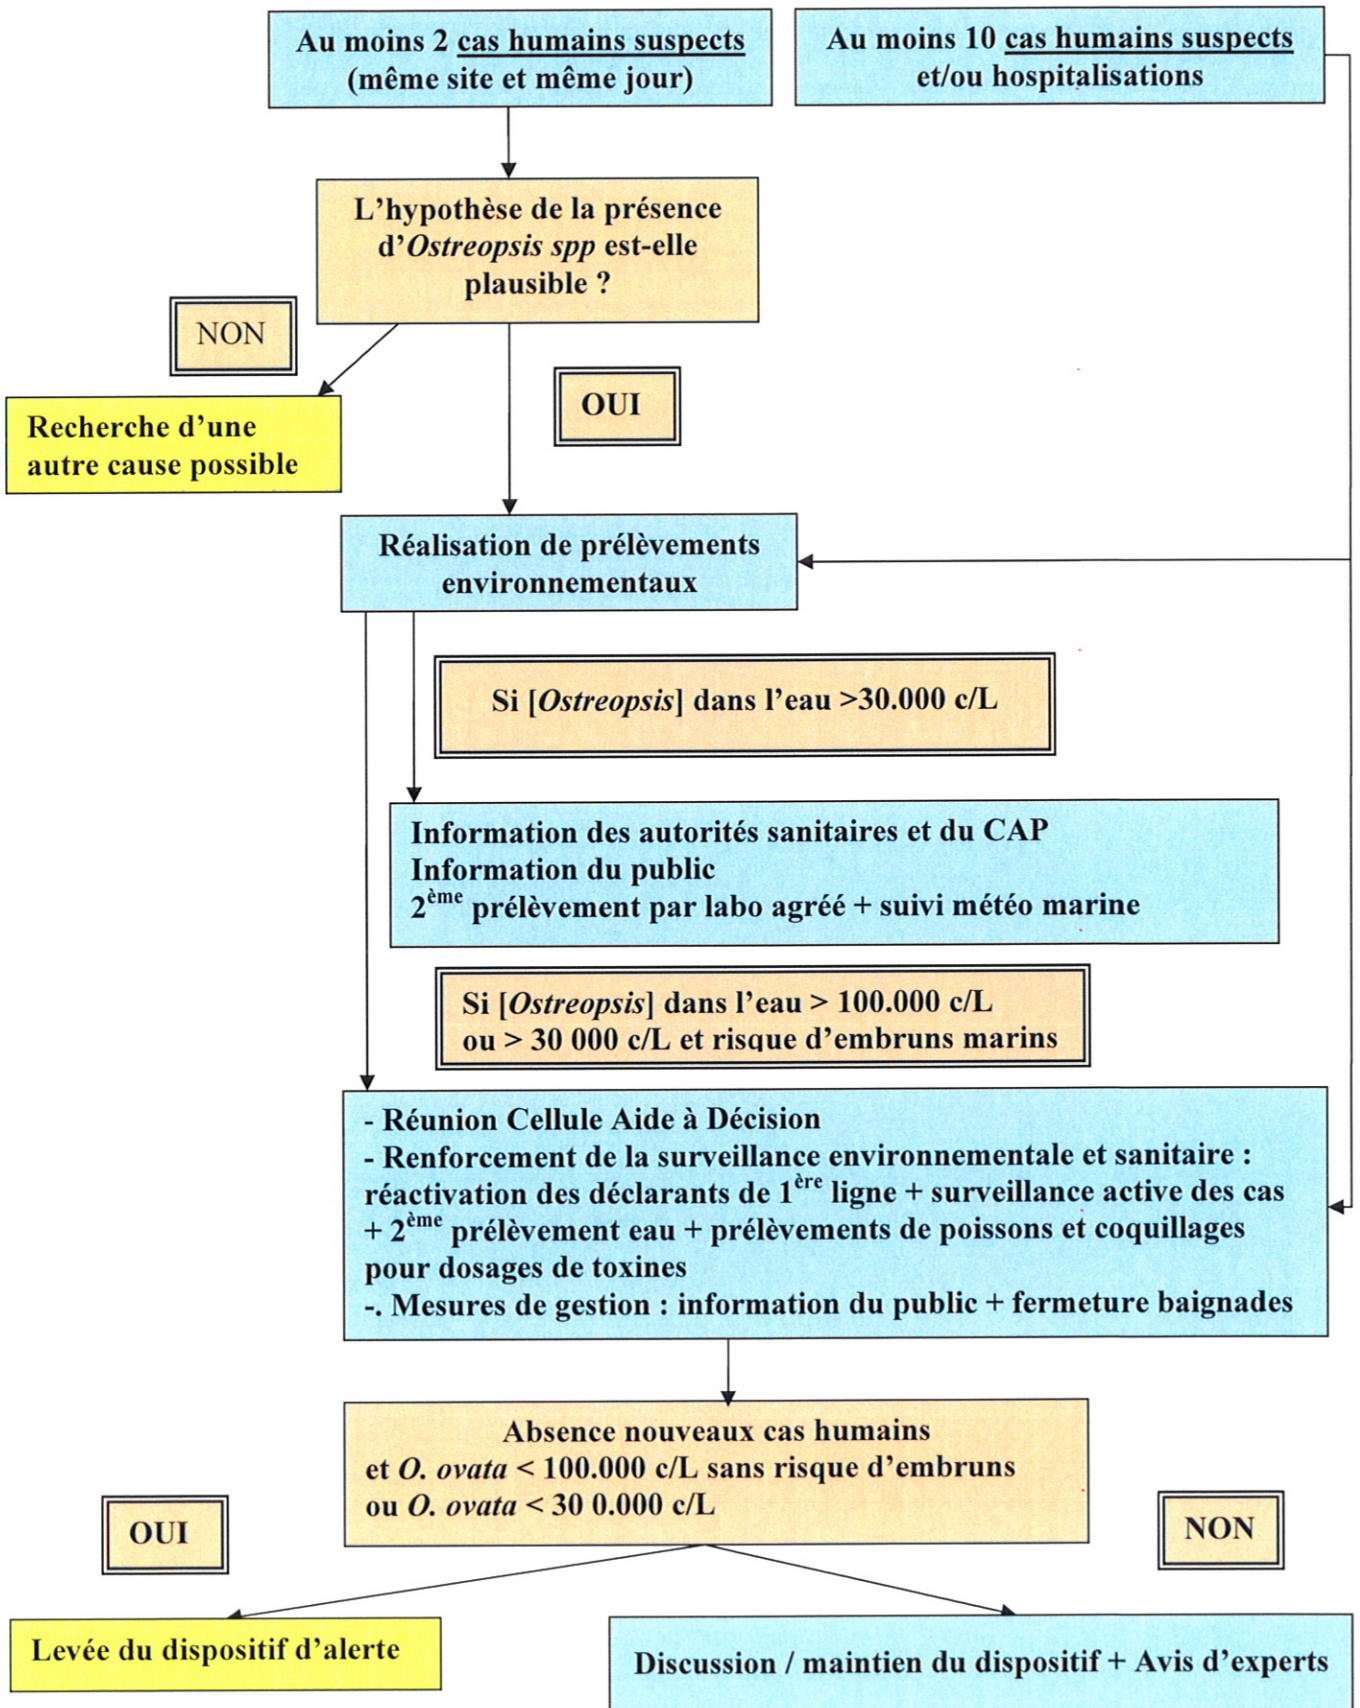 Au moins 2 cas humains suspects
(même site et même jour)
Au moins 10 cas humains suspects
et/ou hospitalisations
L'hypothèse de la présence
d'Ostreopsis spp est-elle
plausible ?
NON
OUI
Recherche d'une
autre cause possible
Réalisation de prélèvements
environnementaux
Si [Ostreopsis] dans l'eau >30.000 c/L
Information des autorités sanitaires et du CAP
Information du public
2ème prélèvement par labo agréé + suivi météo marine
Si [Ostreopsis] dans l'eau > 100.000 c/L
ou > 30 000 c/L et risque d'embruns marins
- Réunion Cellule Aide à Décision
- Renforcement de la surveillance environnementale et sanitaire :
réactivation des déclarants de 1ère ligne + surveillance active des cas
+ 2ème prélèvement eau + prélèvements de poissons et coquillages
pour dosages de toxines
-. Mesures de gestion : information du public + fermeture baignades
Absence nouveaux cas humains
et O. ovata < 100.000 c/L sans risque d'embruns
ou O. ovata < 30 0.000 c/L
OUI
NON
Levée du dispositif d'alerte
Discussion / maintien du dispositif + Avis d'experts